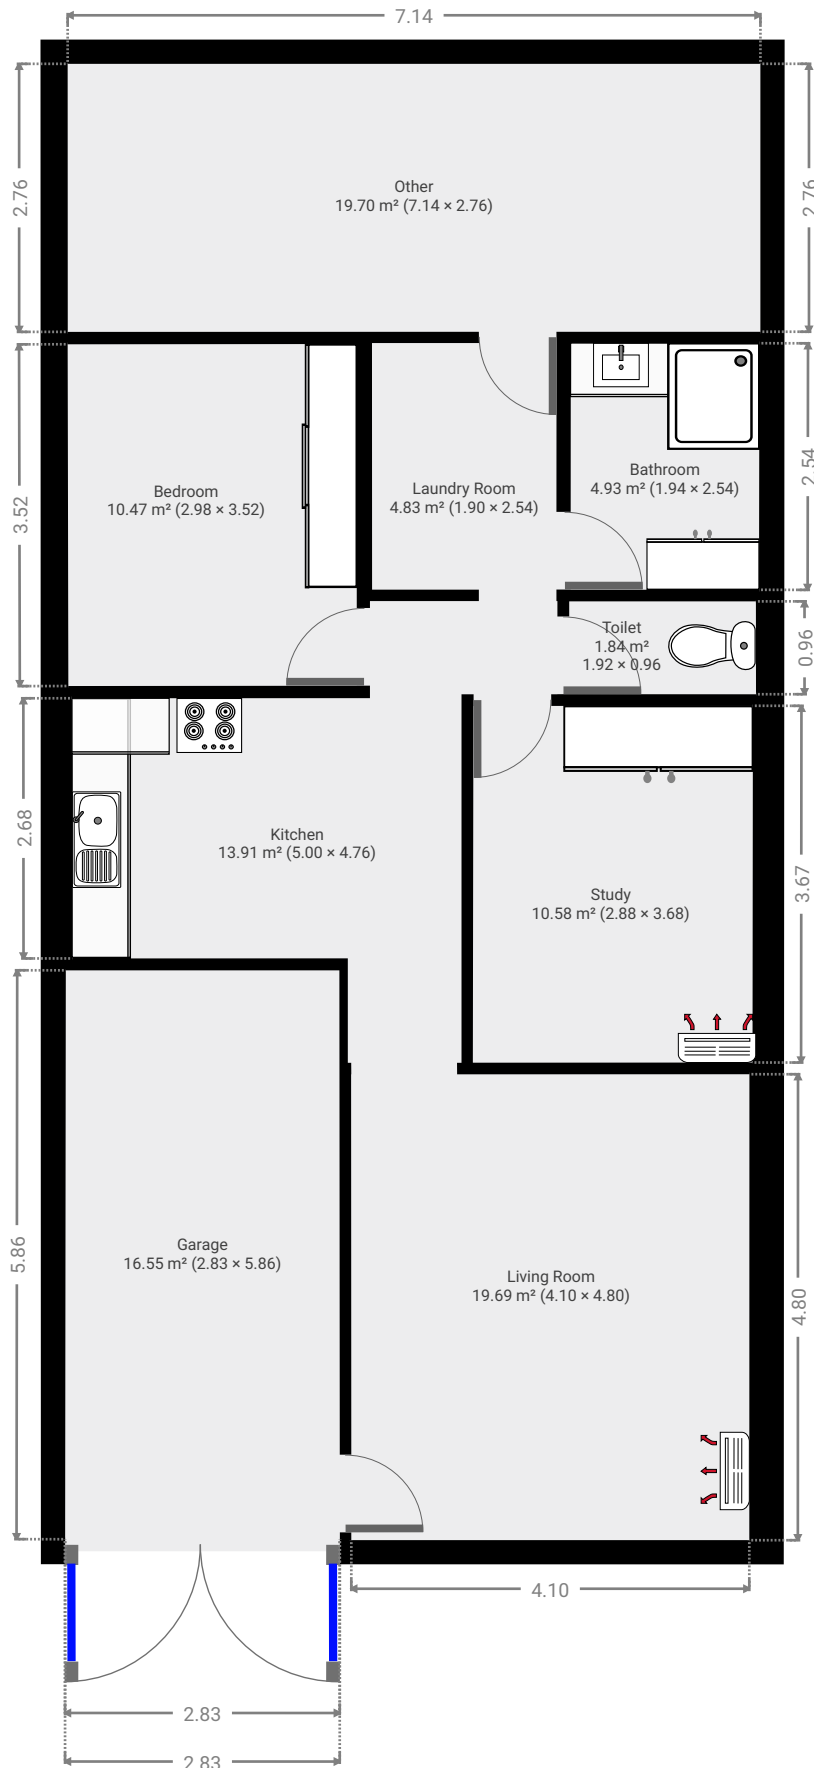 7.14
2.76
2.76
Other
19.70 m² (7.14 × 2.76)
3.52
2.54
Bedroom
10.47 m² (2.98 × 3.52)
Laundry Room
4.83 m² (1.90 × 2.54)
Bathroom
4.93 m² (1.94 × 2.54)
Toilet
1.84 m²
1.92 × 0.96
0.96
2.68
Kitchen
13.91 m² (5.00 × 4.76)
3.67
Study
10.58 m² (2.88 × 3.68)
5.86
Garage
16.55 m² (2.83 × 5.86)
Living Room
19.69 m² (4.10 × 4.80)
4.80
4.10
2.83
2.83